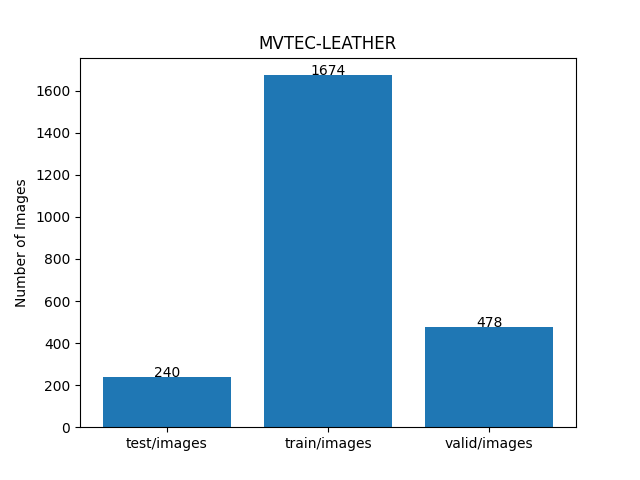 MVTEC-LEATHER
Number of Images
1600
1400
1200
1000
800
600
400
200
0
240
1674
478
test/images
train/images
valid/images